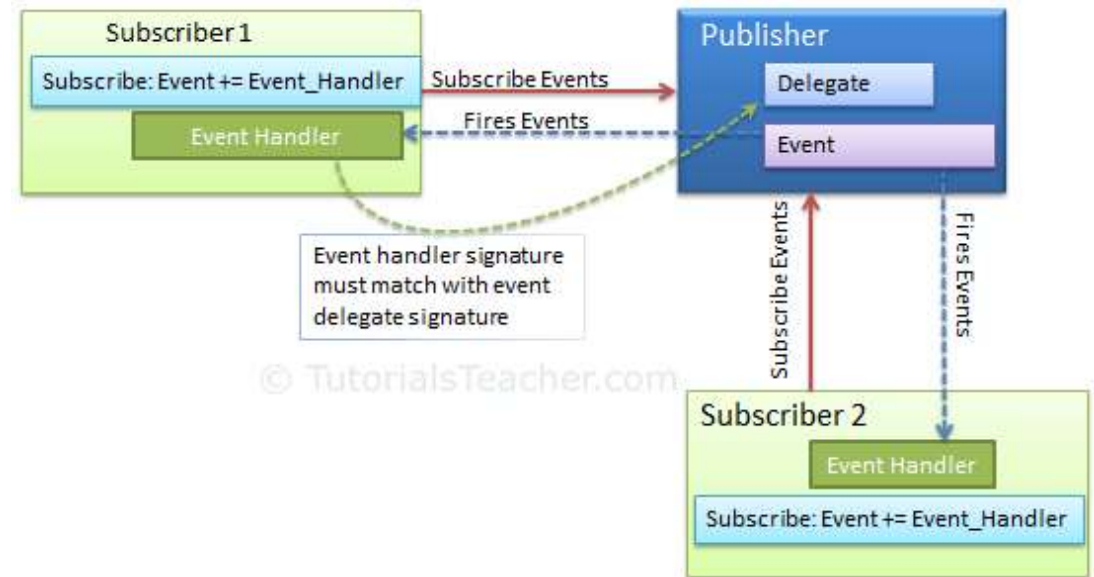 Subscriber 1
Subscribe: Event += Event_Handler
Event Handler
Subscribe Events
Fires Events
Publisher
Delegate
Event
Event handler signature
must match with event
delegate signature
Subscribe Events
Fires Events
© TutorialsTeacher.com
Subscriber 2
Event Handler
Subscribe: Event += Event_Handler